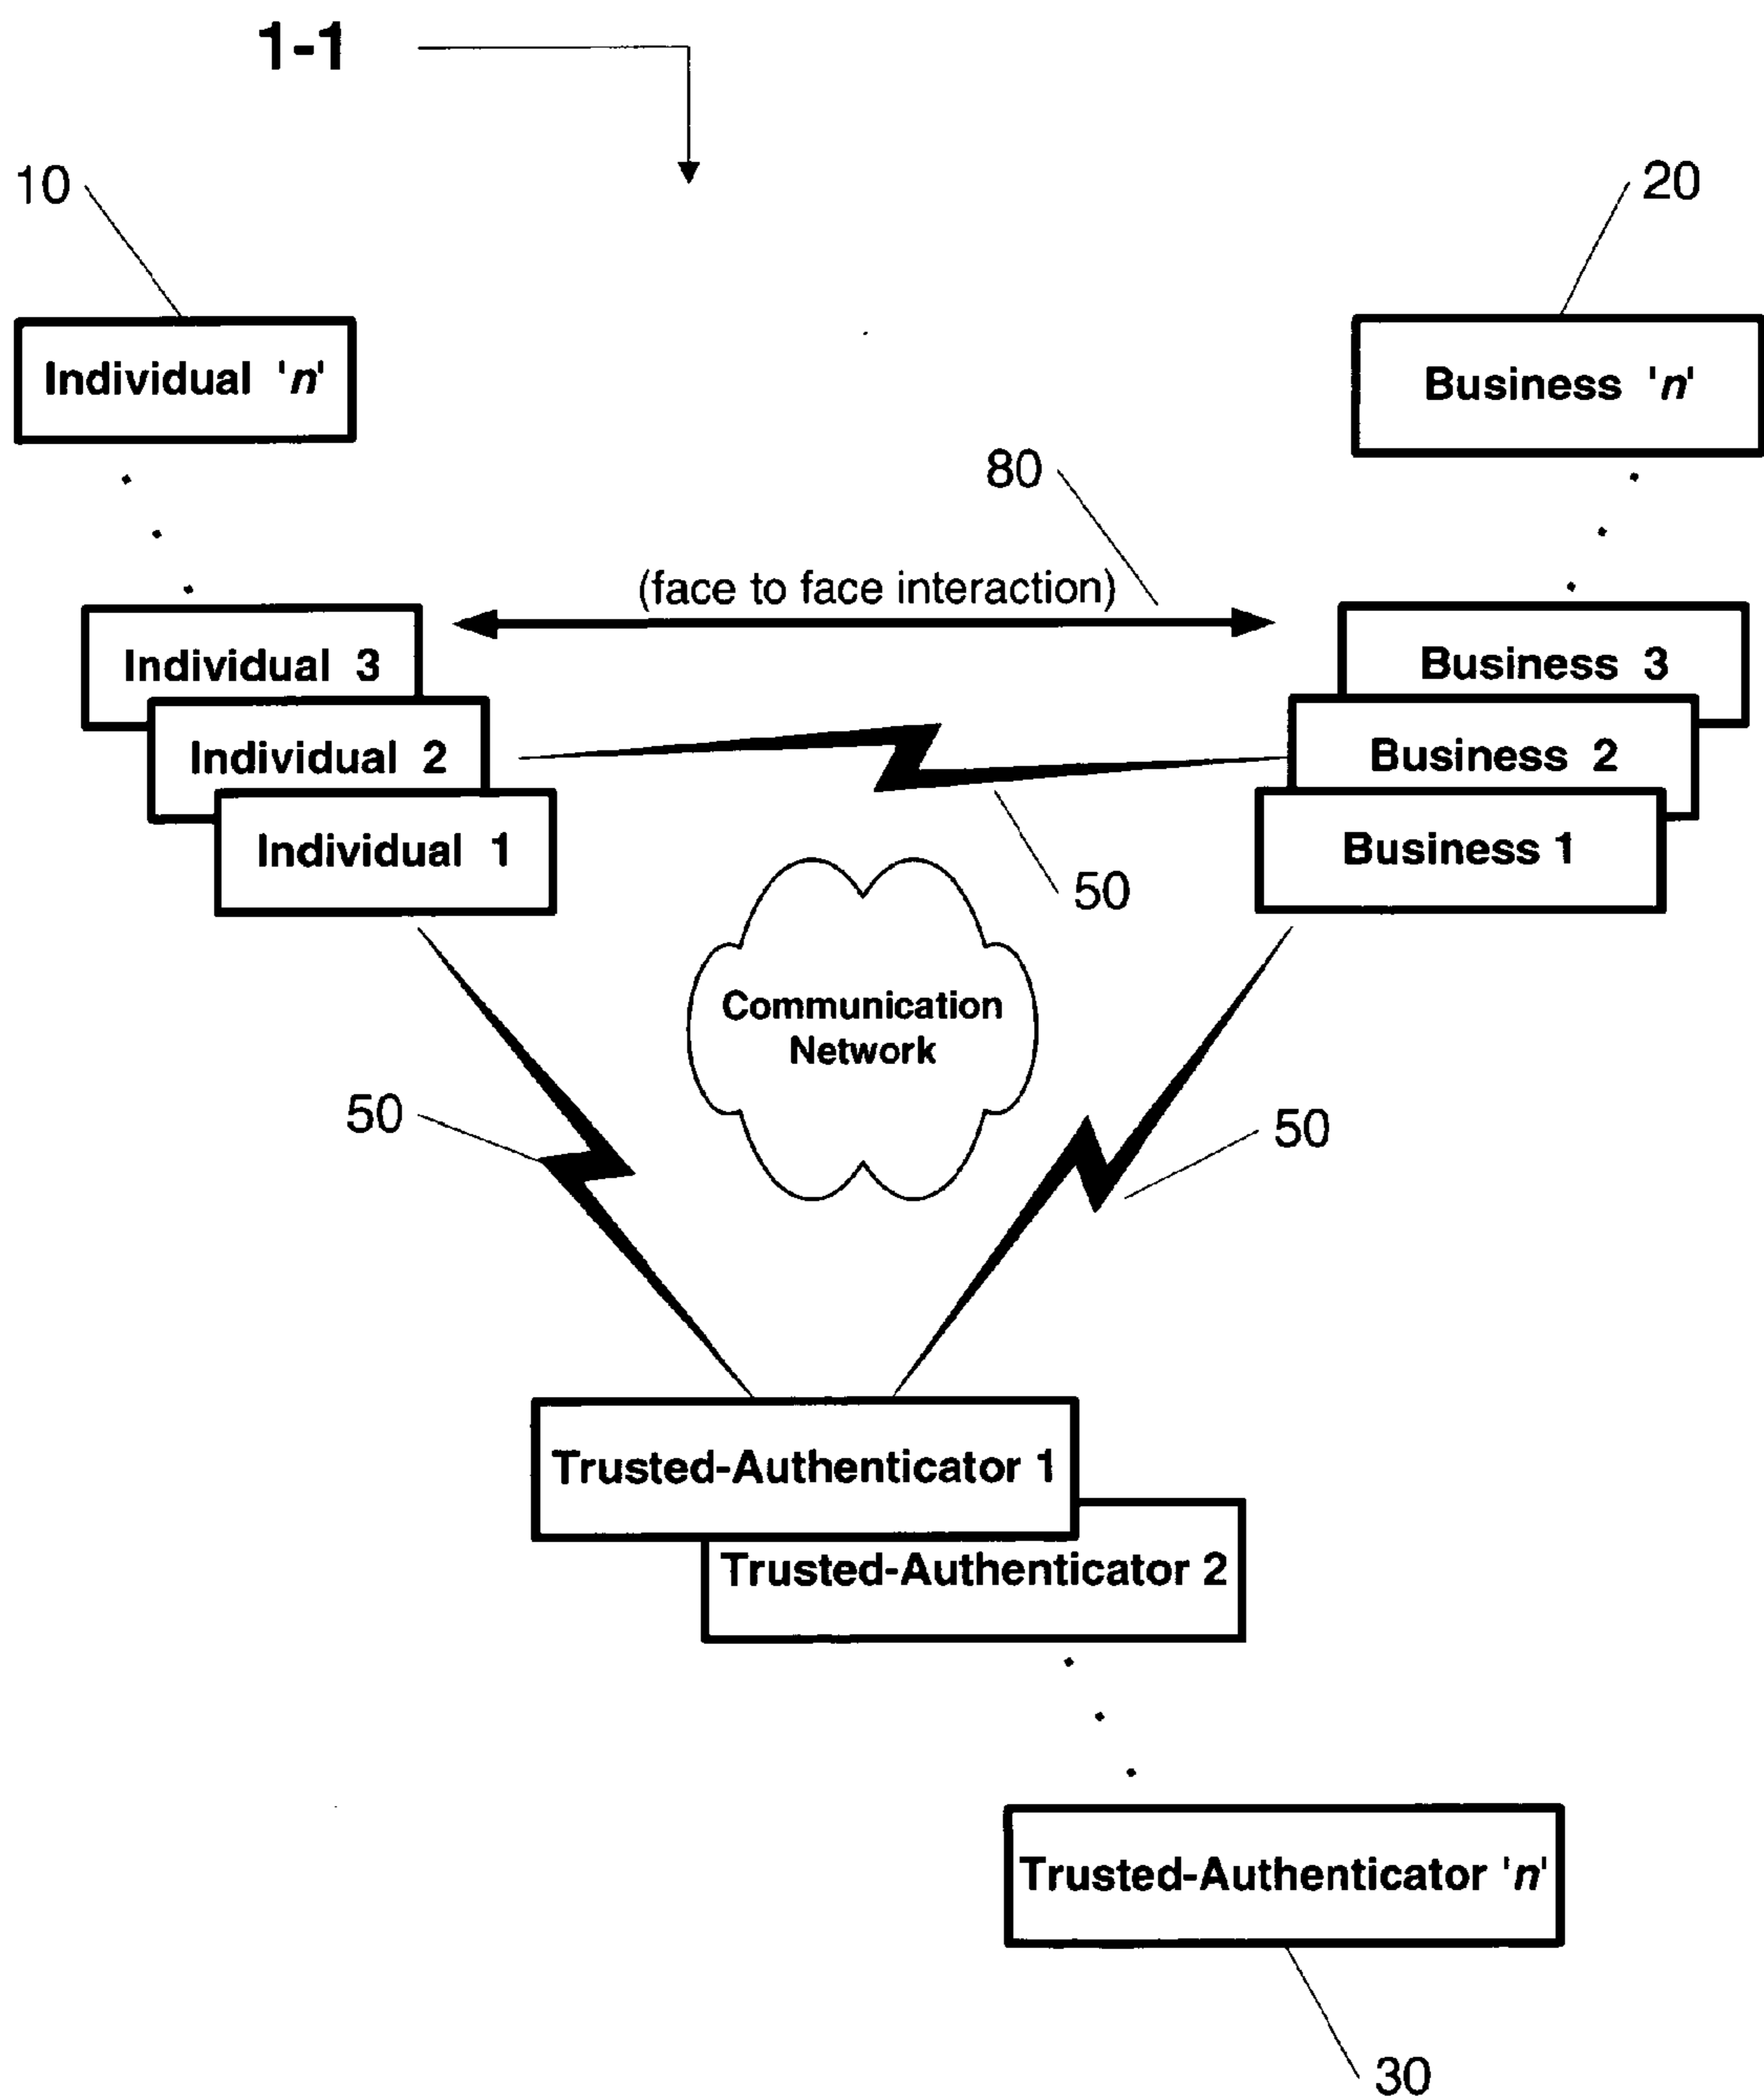 1-1
10
20
Individual 'n'
Business 'n'
80
(face to face interaction)
Individual 3
Business 3
Individual 2
Business 2
Individual 1
Business 1
50
Communication
Network
50
50
Trusted-Authenticator 1
Trusted-Authenticator 2
Trusted-Authenticator 'n'
30